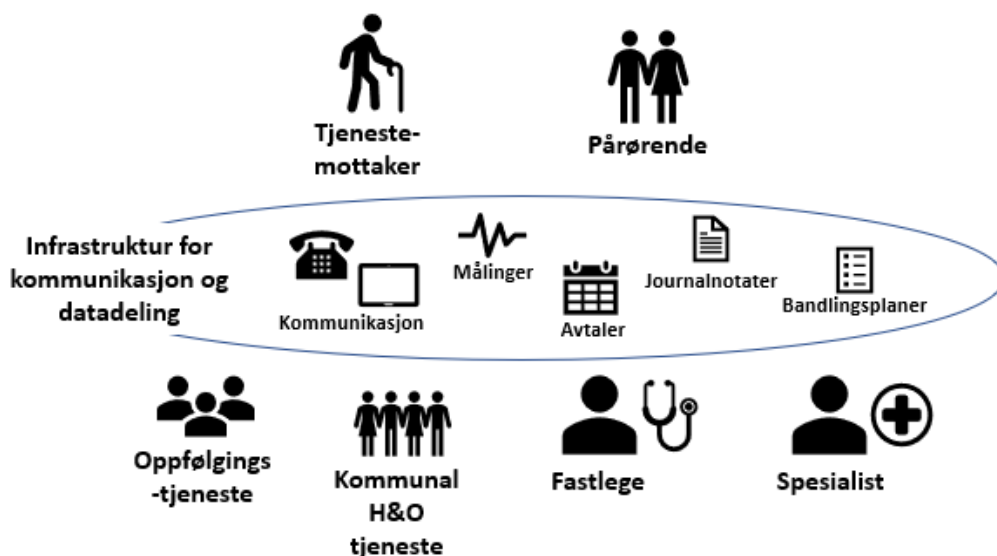 Tjeneste-
mottaker
Pårørende
Infrastruktur for
kommunikasjon og
datadeling
Kommunikasjon
Målinger
Avtaler
Journalnotater
Bandlingsplaner
Oppfølgings
-tjeneste
Kommunal
H&O
tjeneste
Fastlege
Spesialist